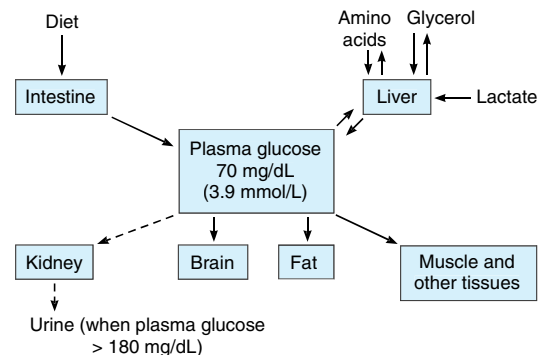 Diet
Amino
acids
Glycerol
Intestine
Liver
Lactate
Plasma glucose
70 mg/dL
(3.9 mmol/L)
Kidney
Brain
Fat
Muscle and
other tissues
Urine (when plasma glucose
> 180 mg/dL)